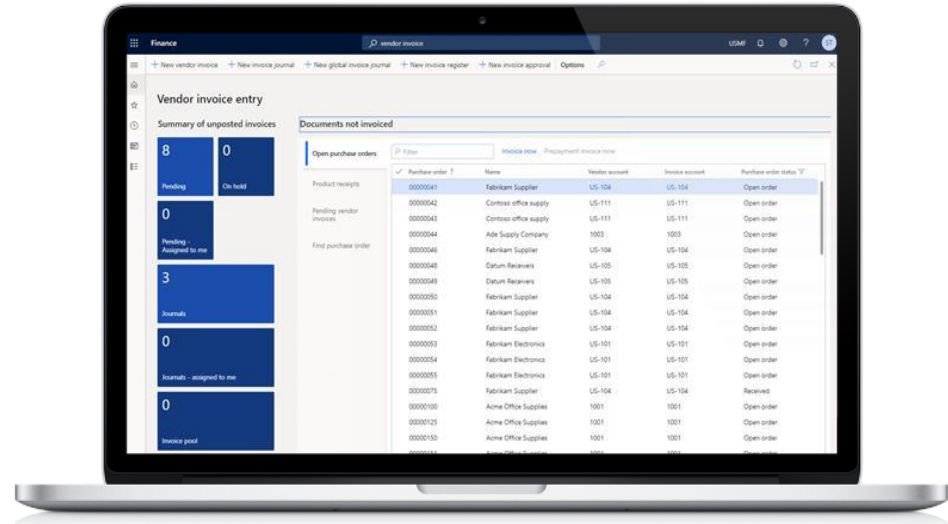 Finance
vendor invoice
USMF
?
ST
+ New vendor invoice + New invoice journal + New global invoice journal + New invoice register + New invoice approval Options
Vendor invoice entry
Summary of unposted invoices
8
Pending
0
On hold
0
Pending -
Assigned to me
3
Journals
0
Journals - assigned to me
0
Invoice pool
Documents not invoiced
Open purchase orders
Product receipts
Pending vendor
invoices
Find purchase order
Filter
Invoice now Prepayment invoice now
Purchase order Name Vendor account Invoice account Purchase order status
00000041 Fabrikam Supplier US-104 US-104 Open order
00000042 Contoso office supply US-111 US-111 Open order
00000043 Contoso office supply US-111 US-111 Open order
00000044 Ade Supply Company 1003 1003 Open order
00000046 Fabrikam Supplier US-104 US-104 Open order
00000048 Datum Receivers US-105 US-105 Open order
00000049 Datum Receivers US-105 US-105 Open order
00000050 Fabrikam Supplier US-104 US-104 Open order
00000051 Fabrikam Supplier US-104 US-104 Open order
00000052 Fabrikam Supplier US-104 US-104 Open order
00000053 Fabrikam Electronics US-101 US-101 Open order
00000054 Fabrikam Electronics US-101 US-101 Open order
00000055 Fabrikam Electronics US-101 US-101 Open order
00000075 Fabrikam Supplier US-104 US-104 Received
00000100 Acme Office Supplies 1001 1001 Open order
00000125 Acme Office Supplies 1001 1001 Open order
00000150 Acme Office Supplies 1001 1001 Open order